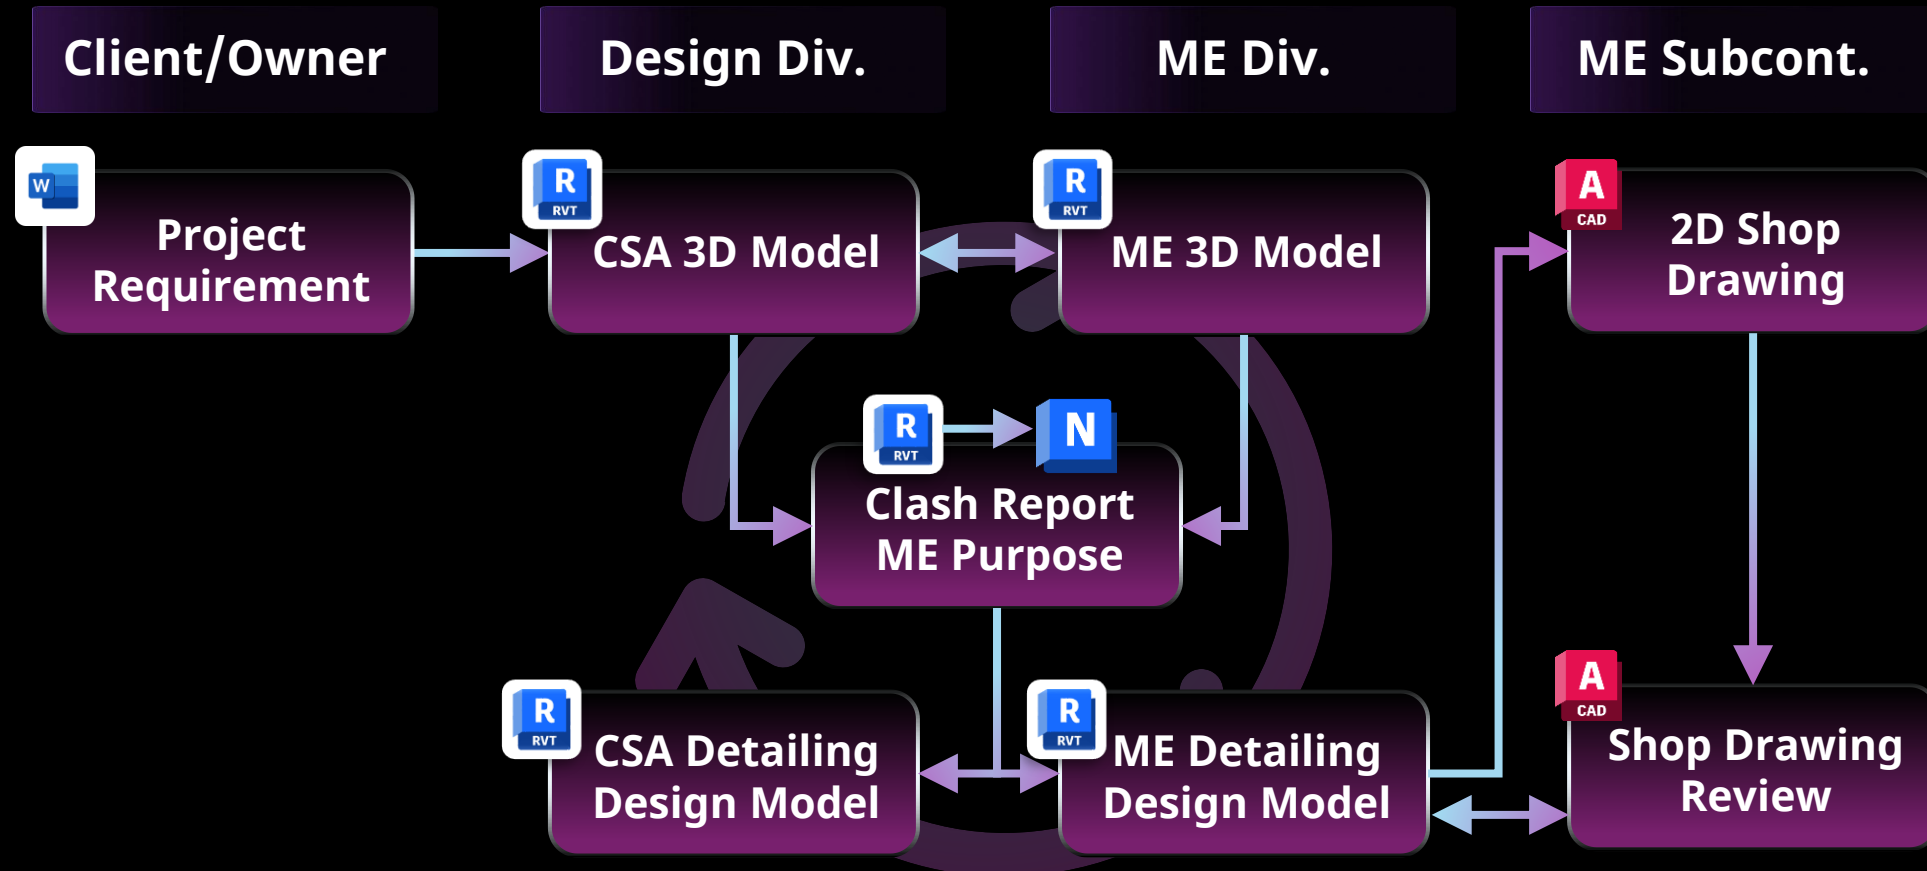 Client/Owner
Design Div.
ME Div.
ME Subcont.
W
R
RVT
R
RVT
A
CAD
Project
Requirement
CSA 3D Model
ME 3D Model
2D Shop
Drawing
R
RVT
N
Clash Report
ME Purpose
R
RVT
R
RVT
A
CAD
CSA Detailing
Design Model
ME Detailing
Design Model
Shop Drawing
Review